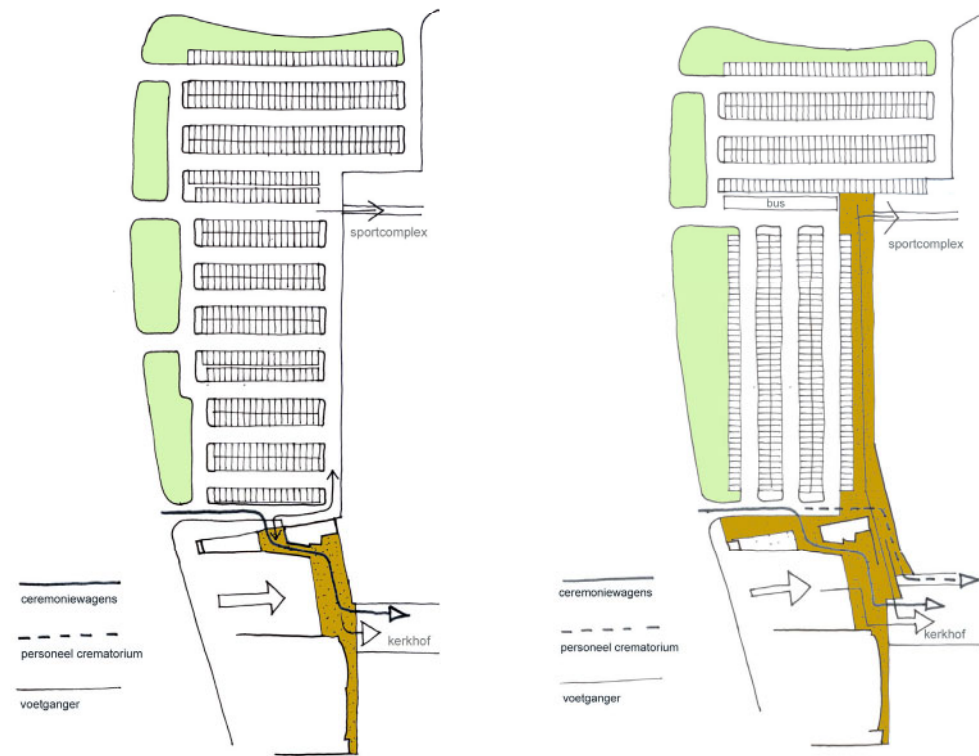 sportcomplex
kerkhof
ceremoniewagens
personeel crematorium
voetganger
bus
sportcomplex
kerkhof
ceremoniewagens
personeel crematorium
voetganger